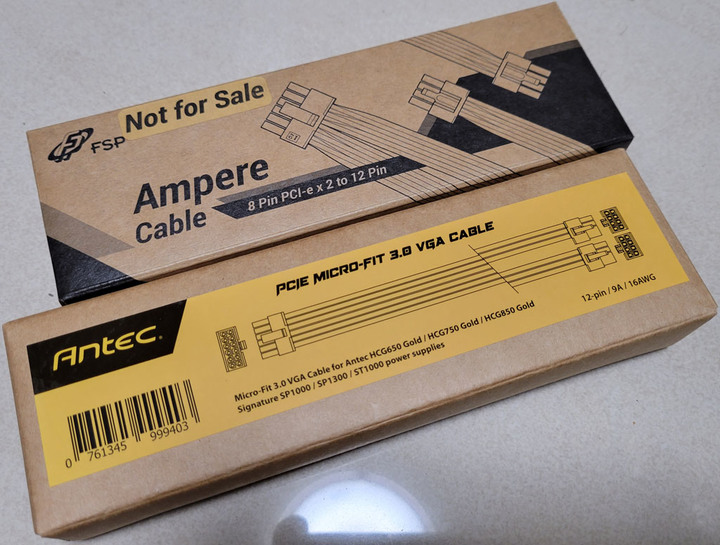 Not for Sale
FSP
Ampere
Cable
8 Pin PCI-e x 2 to 12 Pin
PCIE MICRO-FIT 3.0 VGA CABLE
Antec
12-pin / 9A / 16AWG
Micro-Fit 3.0 VGA Cable for Antec HCG650 Gold / HCG750 Gold / HCG850 Gold
Signature SP1000 / SP1300 / ST1000 power supplies
0 761345 999403